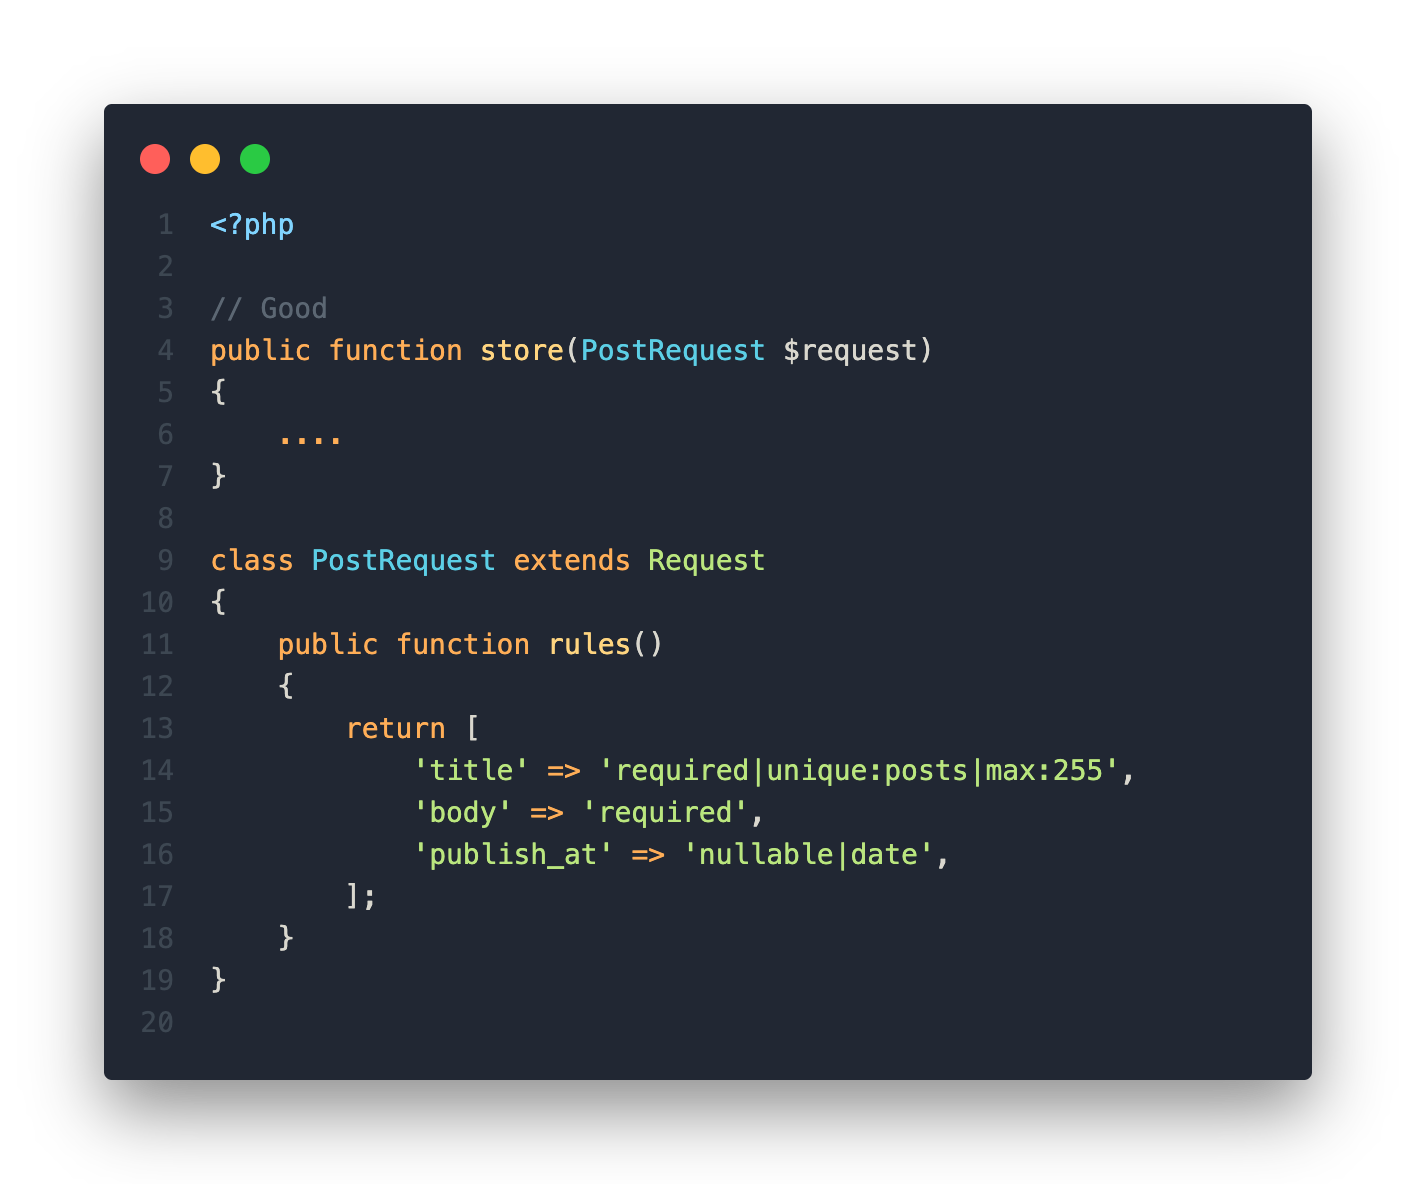 1 <?php
2
3 // Good
4 public function store(PostRequest $request)
5 {
6     ....
7 }
8
9 class PostRequest extends Request
10 {
11     public function rules()
12     {
13         return [
14             'title' => 'required|unique:posts|max:255',
15             'body' => 'required',
16             'publish_at' => 'nullable|date',
17         ];
18     }
19 }
20